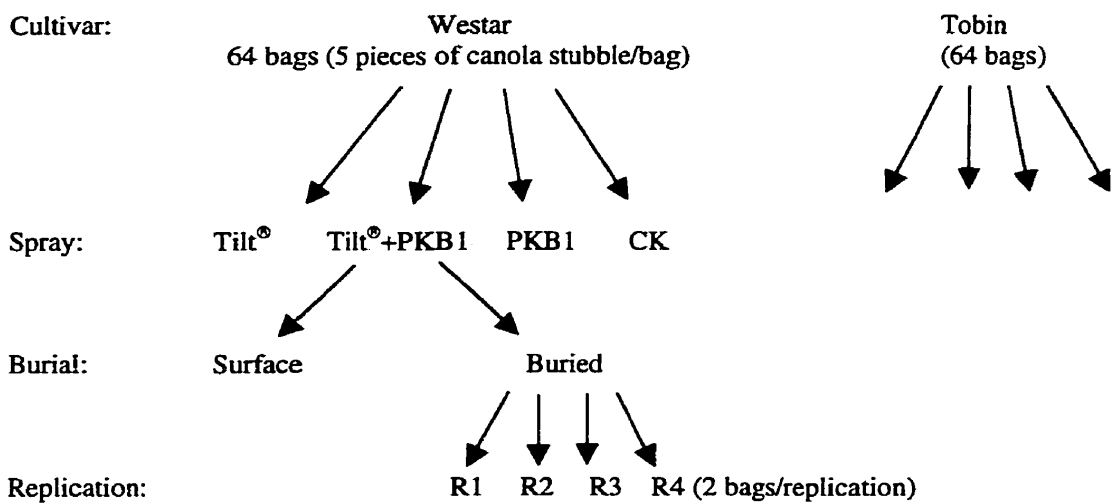 Cultivar: Westar Tobin
64 bags (5 pieces of canola stubble/bag) (64 bags)
Spray: Tilt® Tilt®+PKB1 PKB1 CK
Burial: Surface Buried
Replication: R1 R2 R3 R4 (2 bags/replication)